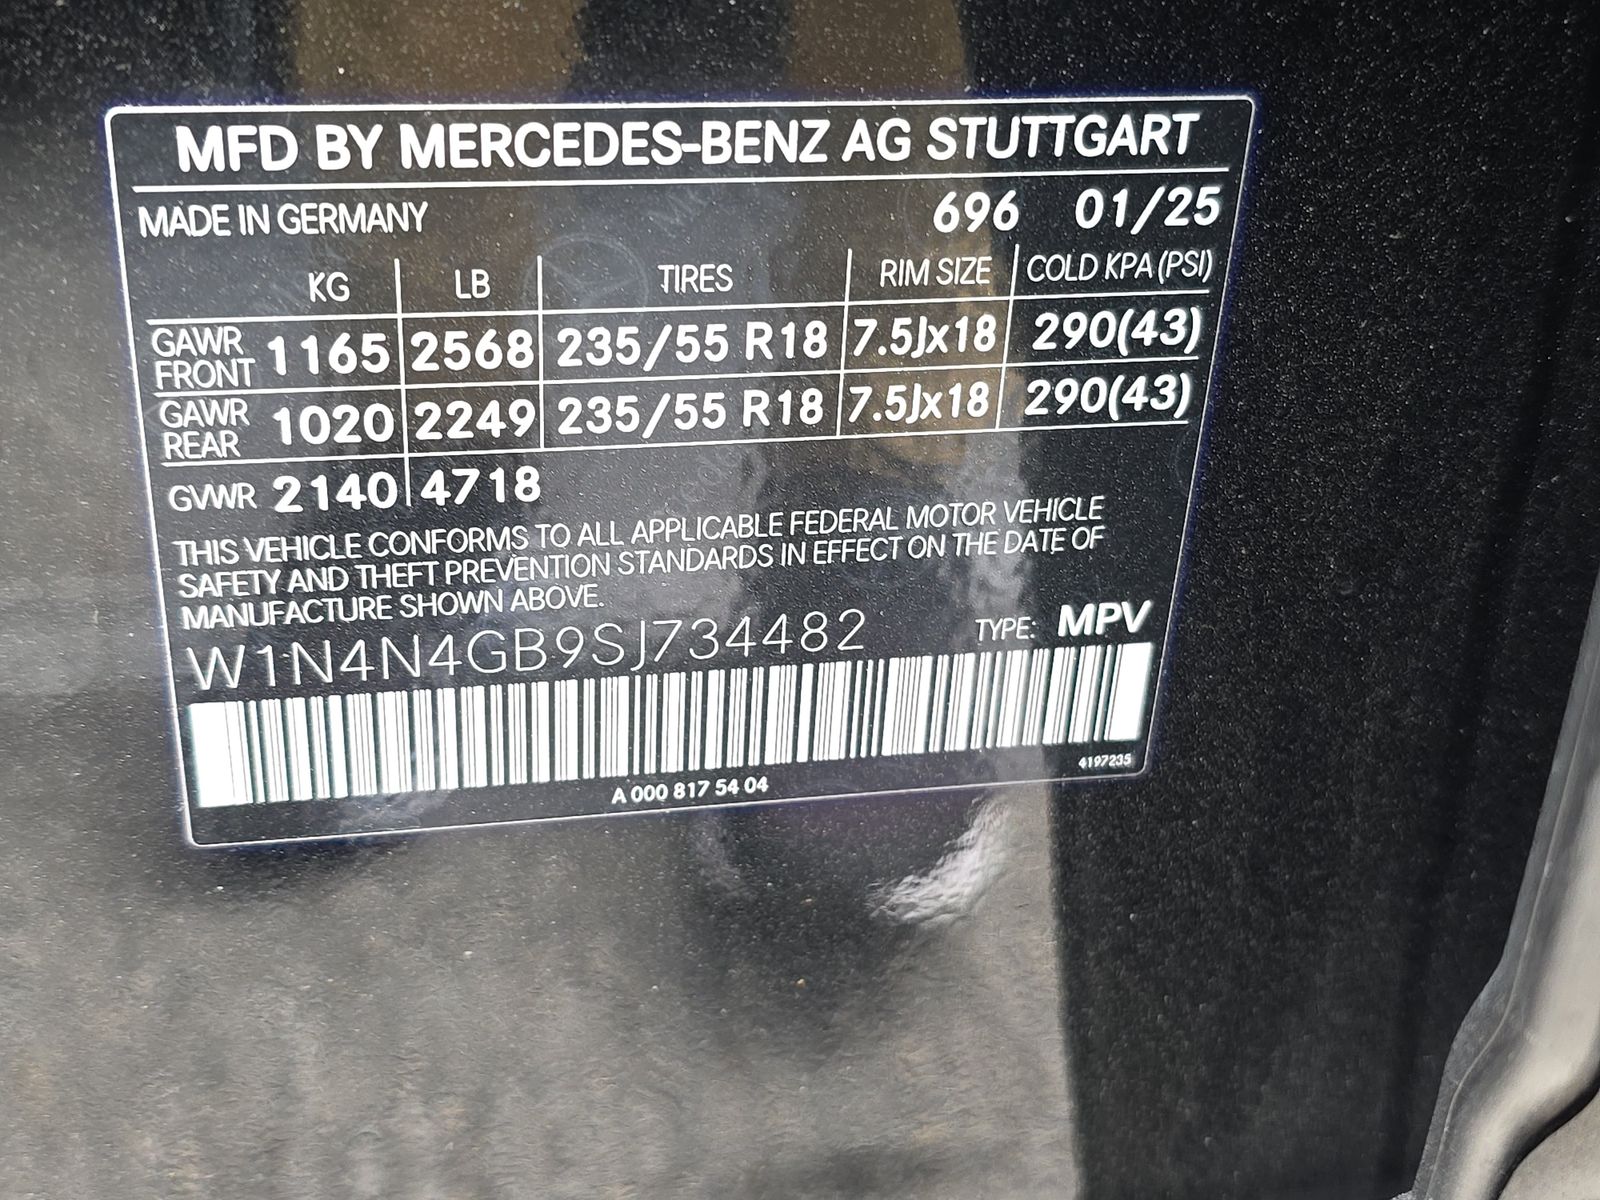 MFD BY MERCEDES-BENZ AG STUTTGART
MADE IN GERMANY 696 01/25
KG LB TIRES RIM SIZE COLD KPA (PSI)
GAWR FRONT 1165 2568 235/55 R18 7.5Jx18 290(43)
GAWR REAR 1020 2249 235/55 R18 7.5Jx18 290(43)
GVWR 2140 4718
THIS VEHICLE CONFORMS TO ALL APPLICABLE FEDERAL MOTOR VEHICLE
SAFETY AND THEFT PREVENTION STANDARDS IN EFFECT ON THE DATE OF
MANUFACTURE SHOWN ABOVE.
W1N4N4GB9SJ734482 TYPE: MPV
A 000 817 54 04 4197235